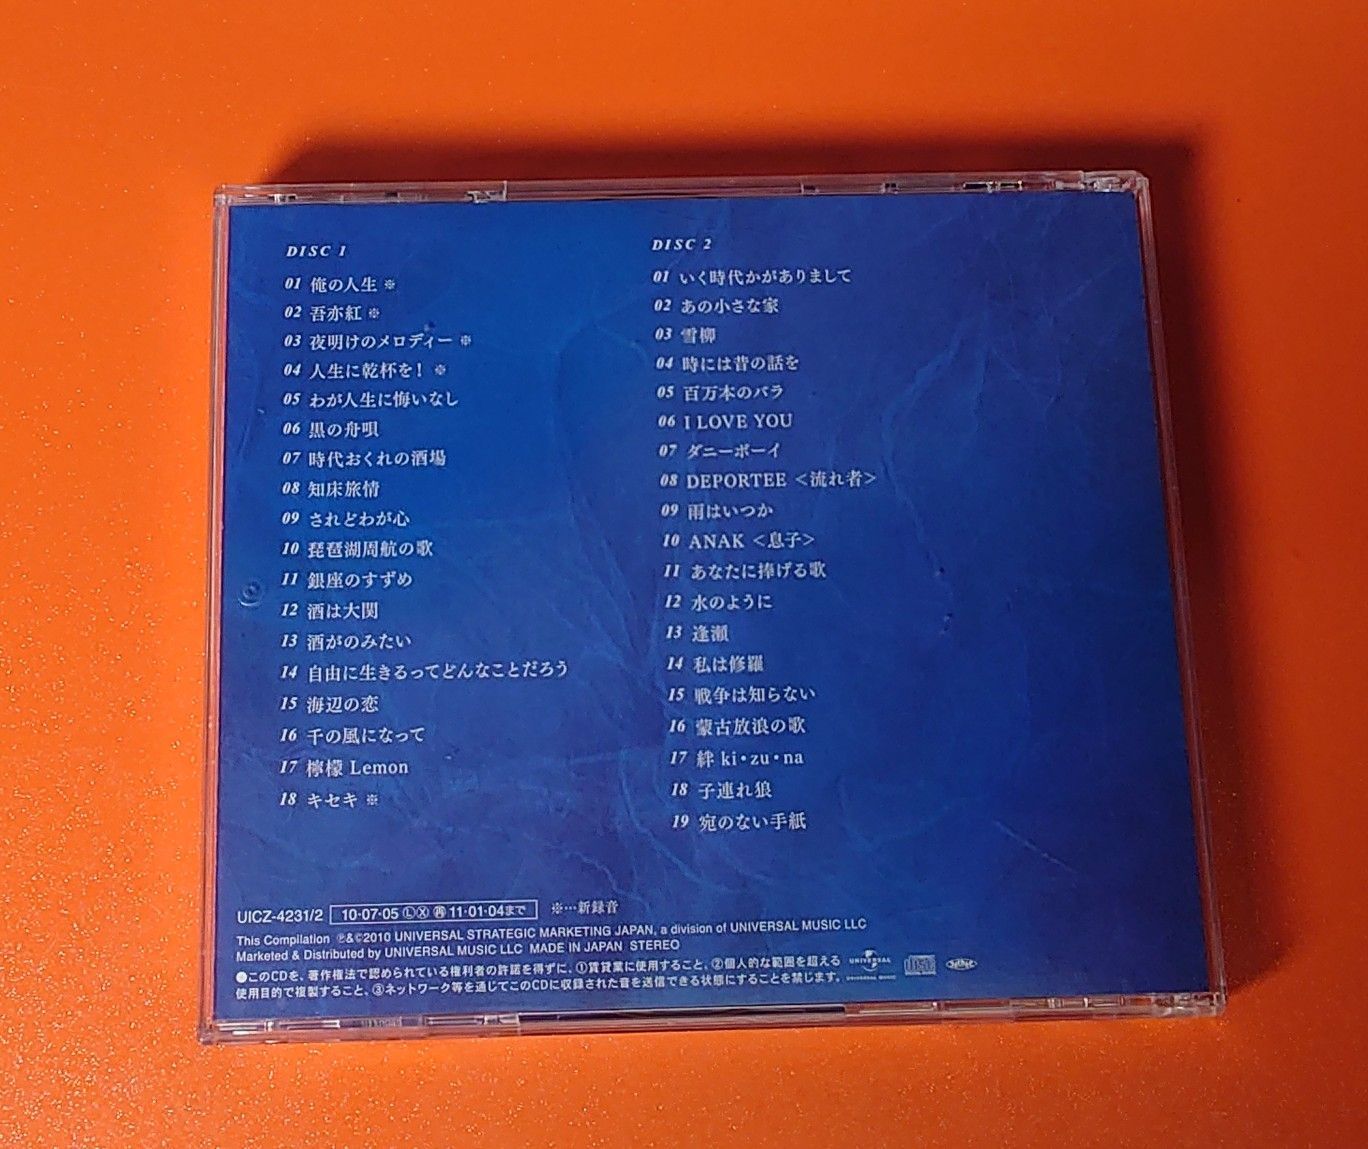 DISC 1
01 俺の人生 ※
02 吾亦紅 ※
03 夜明けのメロディー ※
04 人生に乾杯を! ※
05 わが人生に悔いなし
06 黒の舟唄
07 時代おくれの酒場
08 知床旅情
09 されどわが心
10 琵琶湖周航の歌
11 銀座のすずめ
12 酒は大関
13 酒がのみたい
14 自由に生きるってどんなことだろう
15 海辺の恋
16 千の風になって
17 檸檬 Lemon
18 キセキ ※
DISC 2
01 いく時代かがありまして
02 あの小さな家
03 雪柳
04 時には昔の話を
05 百万本のバラ
06 I LOVE YOU
07 ダニーボーイ
08 DEPORTEE <流れ者>
09 雨はいつか
10 ANAK <息子>
11 あなたに捧げる歌
12 水のように
13 逢瀬
14 私は修羅
15 戦争は知らない
16 蒙古放浪の歌
17 絆 ki・zu・na
18 子連れ狼
19 宛のない手紙
UICZ-4231/2 10・07・05 Ⓛ Ⓧ ㊢ 11・01・04まで ※…新録音
This Compilation ℗&©2010 UNIVERSAL STRATEGIC MARKETING JAPAN, a division of UNIVERSAL MUSIC LLC
Marketed & Distributed by UNIVERSAL MUSIC LLC MADE IN JAPAN STEREO
●このCDを、著作権法で認められている権利者の許諾を得ずに、①賃貸業に使用すること、②個人的な範囲を超える
使用目的で複製すること、③ネットワーク等を通じてこのCDに収録された音を送信できる状態にすることを禁じます。
UNIVERSAL
UNIVERSAL MUSIC